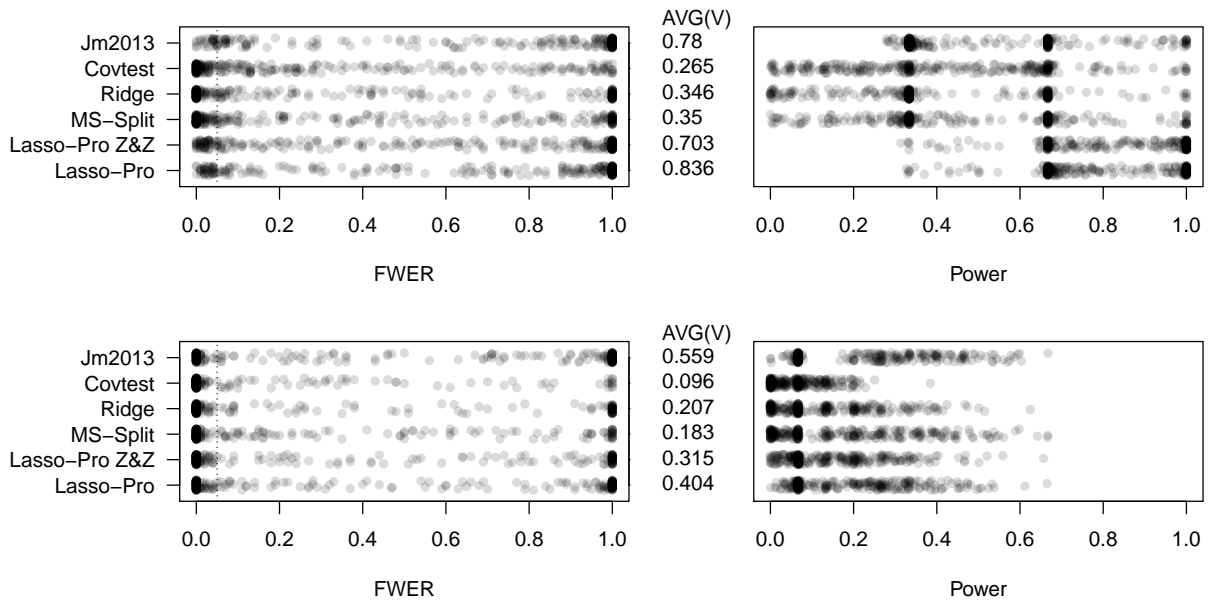 AVG(V)
Jm2013 0.78
Covtest 0.265
Ridge 0.346
MS−Split 0.35
Lasso−Pro Z&Z 0.703
Lasso−Pro 0.836
0.0 0.2 0.4 0.6 0.8 1.0 0.0 0.2 0.4 0.6 0.8 1.0
FWER Power
AVG(V)
Jm2013 0.559
Covtest 0.096
Ridge 0.207
MS−Split 0.183
Lasso−Pro Z&Z 0.315
Lasso−Pro 0.404
0.0 0.2 0.4 0.6 0.8 1.0 0.0 0.2 0.4 0.6 0.8 1.0
FWER Power